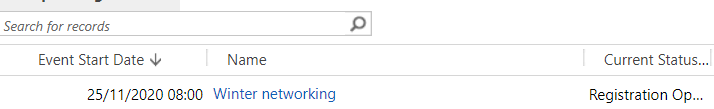 Search for records
Event Start Date ↓ Name Current Status...
25/11/2020 08:00 Winter networking Registration Op...